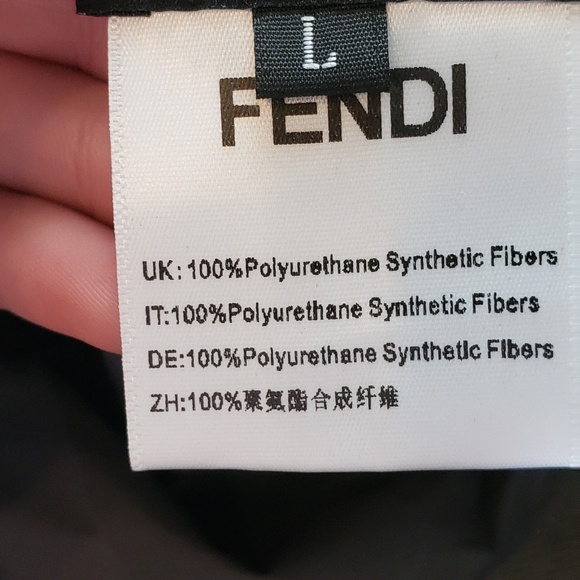 L
FENDI
UK: 100%Polyurethane Synthetic Fibers
IT:100%Polyurethane Synthetic Fibers
DE:100%Polyurethane Synthetic Fibers
ZH:100%聚氨酯合成纤维